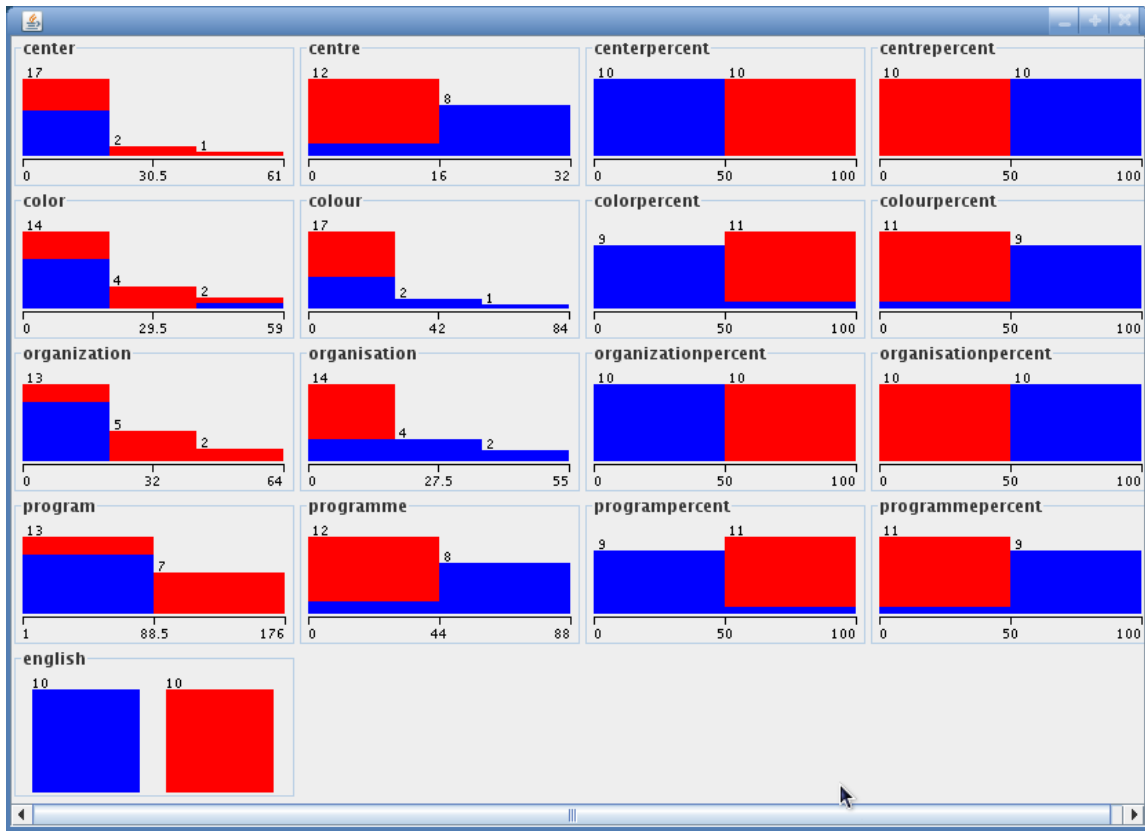 center centre centerpercent centrepercent
17 2 1 12 8 10 10 10 10
0 30.5 61 0 16 32 0 50 100 0 50 100
color colour colorpercent colourpercent
14 4 2 17 2 1 9 11 11 9
0 29.5 59 0 42 84 0 50 100 0 50 100
organization organisation organizationpercent organisationpercent
13 5 2 14 4 2 10 10 10 10
0 32 64 0 27.5 55 0 50 100 0 50 100
program programme programpercent programmepercent
13 7 12 8 9 11 11 9
1 88.5 176 0 44 88 0 50 100 0 50 100
english
10 10